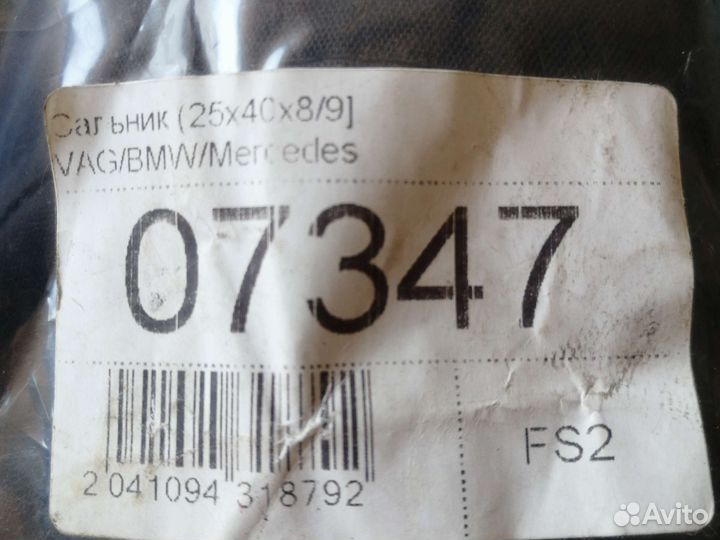 Сальник (25x40x8/9]
VAG/BMW/Mercedes
07347
2 041094 318792
FS2
Avito